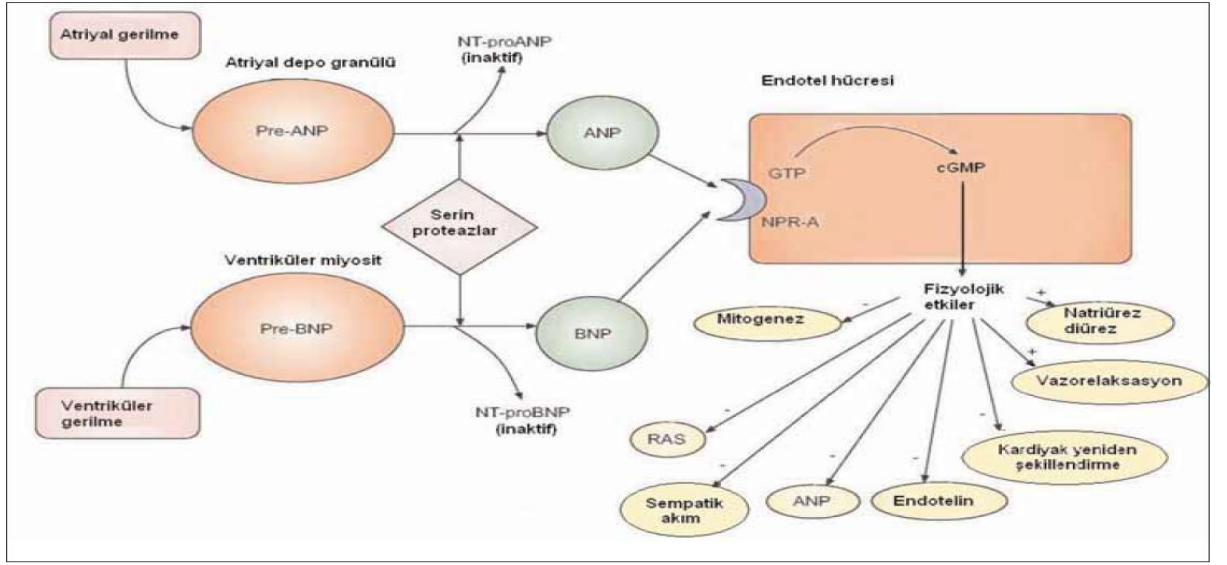 Atriyal gerilme
Atriyal depo granülü
Pre-ANP
NT-proANP
(inaktif)
ANP
Endotel hücresi
GTP
cGMP
NPR-A
Serin
proteazlar
Ventriküler miyosit
Pre-BNP
BNP
Ventriküler
gerilme
NT-proBNP
(inaktif)
Fizyolojik
etkiler
-
Mitogenez
+
Natriürez
diürez
+
Vazorelaksasyon
-
Kardiyak yeniden
şekillendirme
-
RAS
-
Sempatik
akım
-
ANP
-
Endotelin